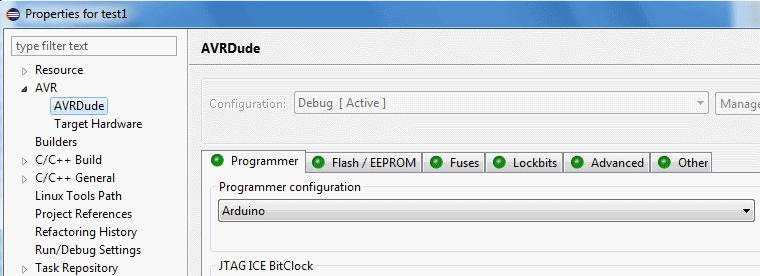 Properties for test1
type filter text
Resource
AVR
AVRDude
Target Hardware
Builders
C/C++ Build
C/C++ General
Linux Tools Path
Project References
Refactoring History
Run/Debug Settings
Task Repository
AVRDude
Configuration: Debug [ Active ] Manage
Programmer Flash / EEPROM Fuses Lockbits Advanced Other
Programmer configuration
Arduino
JTAG ICE BitClock